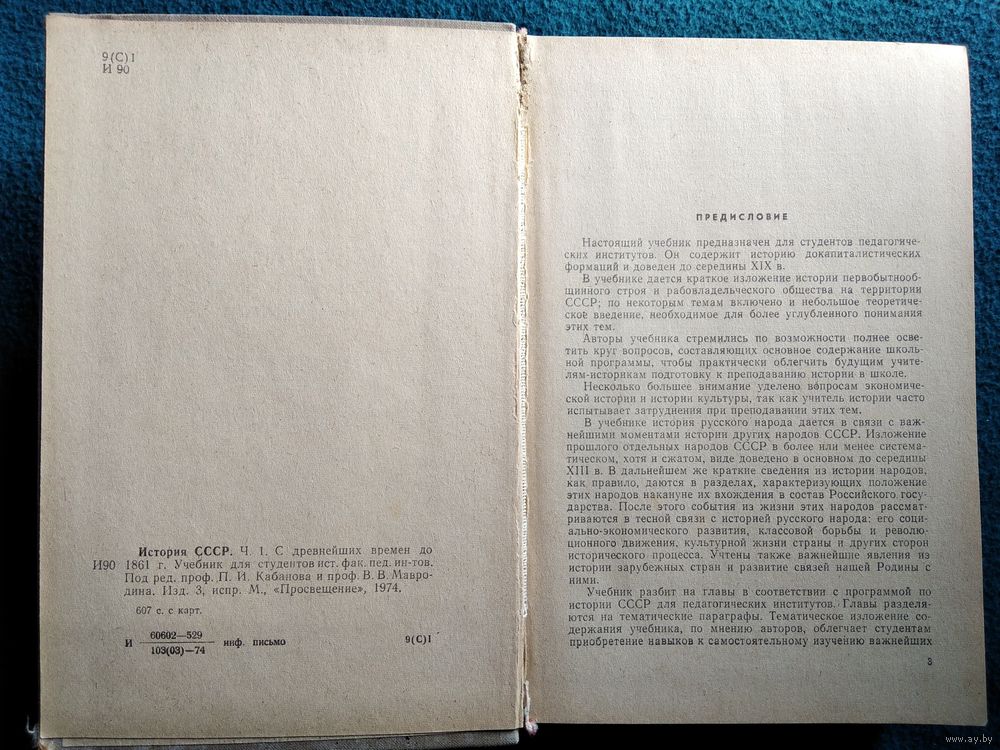 9(С)1
И 90
История СССР. Ч. 1. С древнейших времен до
И90 1861 г. Учебник для студентов ист. фак. пед. ин-тов.
Под ред. проф. П. И. Кабанова и проф. В. В. Мавро-
дина. Изд. 3, испр. М., «Просвещение», 1974.
607 с. с карт.
И 60602—529 инф. письмо 9(С)1
103(03)—74
ПРЕДИСЛОВИЕ
Настоящий учебник предназначен для студентов педагогиче-
ских институтов. Он содержит историю докапиталистических
формаций и доведен до середины XIX в.
В учебнике дается краткое изложение истории первобытнооб-
щинного строя и рабовладельческого общества на территории
СССР; по некоторым темам включено и небольшое теоретиче-
ское введение, необходимое для более углубленного понимания
этих тем.
Авторы учебника стремились по возможности полнее осве-
тить круг вопросов, составляющих основное содержание школь-
ной программы, чтобы практически облегчить будущим учите-
лям-историкам подготовку к преподаванию истории в школе.
Несколько большее внимание уделено вопросам экономиче-
ской истории и истории культуры, так как учитель истории часто
испытывает затруднения при преподавании этих тем.
В учебнике история русского народа дается в связи с важ-
нейшими моментами истории других народов СССР. Изложение
прошлого отдельных народов СССР в более или менее система-
тическом, хотя и сжатом, виде доведено в основном до середины
XIII в. В дальнейшем же краткие сведения из истории народов,
как правило, даются в разделах, характеризующих положение
этих народов накануне их вхождения в состав Российского госу-
дарства. После этого события из жизни этих народов рассмат-
риваются в тесной связи с историей русского народа: его соци-
ально-экономического развития, классовой борьбы и револю-
ционного движения, культурной жизни страны и других сторон
исторического процесса. Учтены также важнейшие явления из
истории зарубежных стран и развитие связей нашей Родины с
ними.
Учебник разбит на главы в соответствии с программой по
истории СССР для педагогических институтов. Главы разделя-
ются на тематические параграфы. Тематическое изложение со-
держания учебника, по мнению авторов, облегчает студентам
приобретение навыков к самостоятельному изучению важнейших
3
www.ay.by